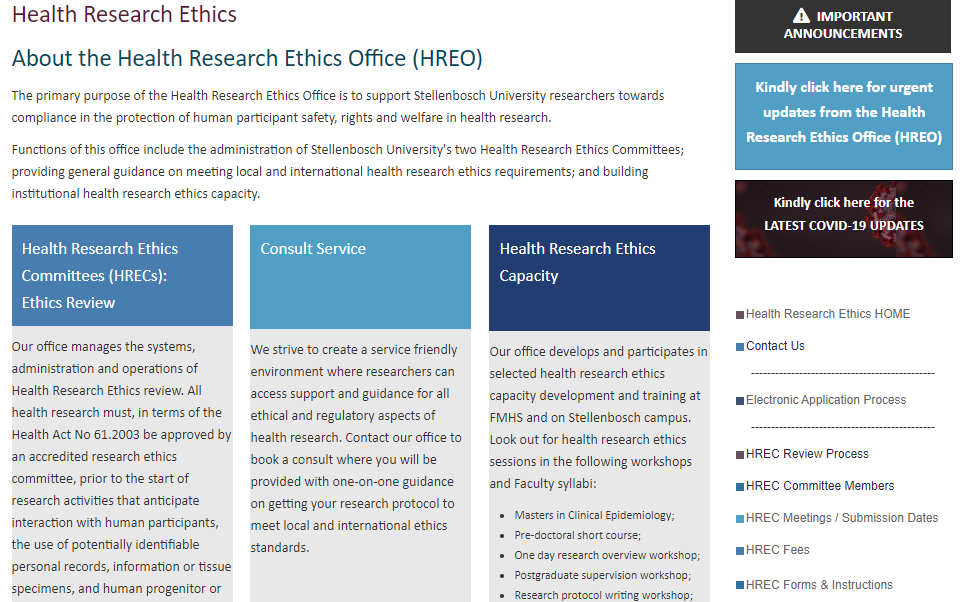 Health Research Ethics
About the Health Research Ethics Office (HREO)
The primary purpose of the Health Research Ethics Office is to support Stellenbosch University researchers towards
compliance in the protection of human participant safety, rights and welfare in health research.
Functions of this office include the administration of Stellenbosch University's two Health Research Ethics Committees;
providing general guidance on meeting local and international health research ethics requirements; and building
institutional health research ethics capacity.
Health Research Ethics
Committees (HRECs):
Ethics Review
Our office manages the systems,
administration and operations of
Health Research Ethics review. All
health research must, in terms of the
Health Act No 61.2003 be approved by
an accredited research ethics
committee, prior to the start of
research activities that anticipate
interaction with human participants,
the use of potentially identifiable
personal records, information or tissue
specimens, and human progenitor or
Consult Service
We strive to create a service friendly
environment where researchers can
access support and guidance for all
ethical and regulatory aspects of
health research. Contact our office to
book a consult where you will be
provided with one-on-one guidance
on getting your research protocol to
meet local and international ethics
standards.
Health Research Ethics
Capacity
Our office develops and participates in
selected health research ethics
capacity development and training at
FMHS and on Stellenbosch campus.
Look out for health research ethics
sessions in the following workshops
and Faculty syllabi:
• Masters in Clinical Epidemiology;
• Pre-doctoral short course;
• One day research overview workshop;
• Postgraduate supervision workshop;
• Research protocol writing workshop;
IMPORTANT
ANNOUNCEMENTS
Kindly click here for urgent
updates from the Health
Research Ethics Office (HREO)
Kindly click here for the
LATEST COVID-19 UPDATES
Health Research Ethics HOME
Contact Us
----------------------------------------------
Electronic Application Process
----------------------------------------------
HREC Review Process
HREC Committee Members
HREC Meetings / Submission Dates
HREC Fees
HREC Forms & Instructions